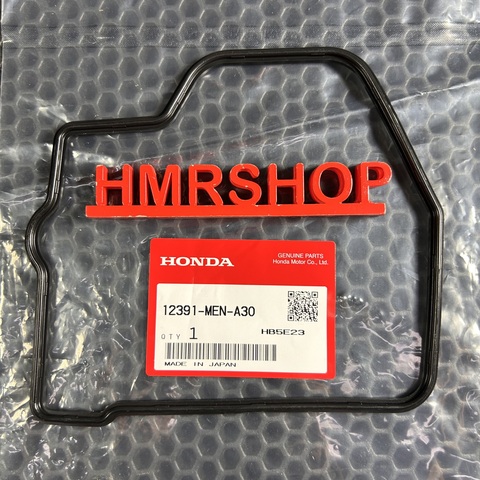 HMRSHOP
HONDA
GENUINE PARTS
Honda Motor Co., Ltd.
12391-MEN-A30
QTY 1
HB5E23
MADE IN JAPAN